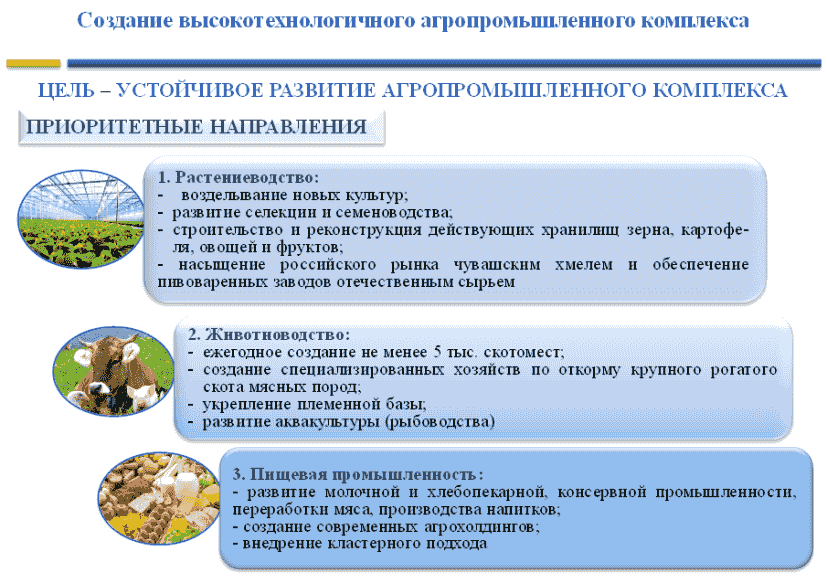 Создание высокотехнологичного агропромышленного комплекса
ЦЕЛЬ – УСТОЙЧИВОЕ РАЗВИТИЕ АГРОПРОМЫШЛЕННОГО КОМПЛЕКСА
ПРИОРИТЕТНЫЕ НАПРАВЛЕНИЯ
1. Растениеводство:
- возделывание новых культур;
- развитие селекции и семеноводства;
- строительство и реконструкция действующих хранилищ зерна, картофе-
ля, овощей и фруктов;
- насыщение российского рынка чувашским хмелем и обеспечение
пивоваренных заводов отечественным сырьем
2. Животноводство:
- ежегодное создание не менее 5 тыс. скотомест;
- создание специализированных хозяйств по откорму крупного рогатого
скота мясных пород;
- укрепление племенной базы;
- развитие аквакультуры (рыбоводства)
3. Пищевая промышленность:
- развитие молочной и хлебопекарной, консервной промышленности,
переработки мяса, производства напитков;
- создание современных агрохолдингов;
- внедрение кластерного подхода